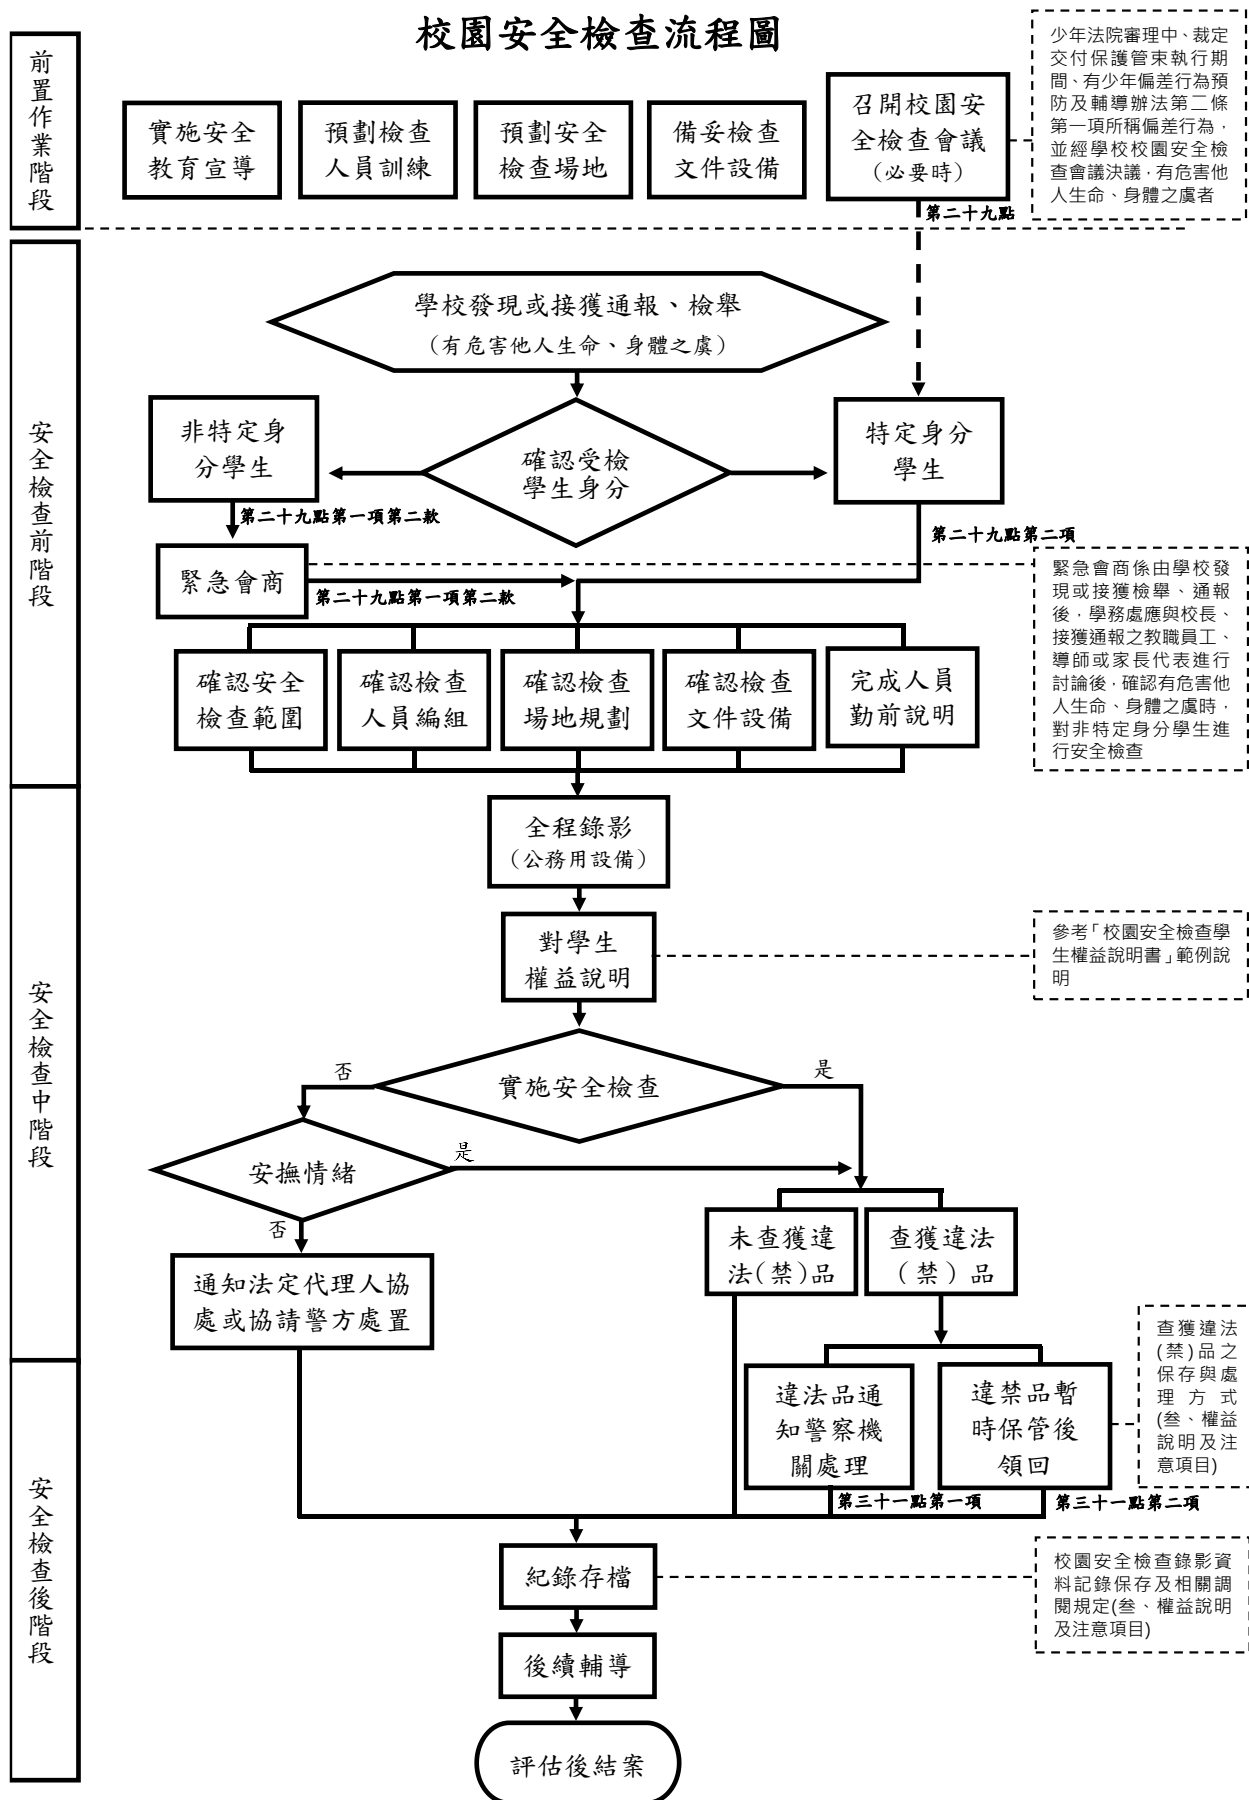 校園安全檢查流程圖
前置作業階段
實施安全
教育宣導
預劃檢查
人員訓練
預劃安全
檢查場地
備妥檢查
文件設備
召開校園安
全檢查會議
(必要時)
第二十九點
少年法院審理中、裁定
交付保護管束執行期
間、有少年偏差行為預
防及輔導辦法第二條
第一項所稱偏差行為，
並經學校校園安全檢
查會議決議，有危害他
人生命、身體之虞者
安全檢查前階段
學校發現或接獲通報、檢舉
(有危害他人生命、身體之虞)
非特定身
分學生
確認受檢
學生身分
特定身分
學生
第二十九點第一項第二款
第二十九點第二項
緊急會商
第二十九點第一項第二款
緊急會商係由學校發
現或接獲檢舉、通報
後，學務處應與校長、
接獲通報之教職員工、
導師或家長代表進行
討論後，確認有危害他
人生命、身體之虞時，
對非特定身分學生進
行安全檢查
確認安全
檢查範圍
確認檢查
人員編組
確認檢查
場地規劃
確認檢查
文件設備
完成人員
勤前說明
安全檢查中階段
全程錄影
(公務用設備)
對學生
權益說明
參考「校園安全檢查學
生權益說明書」範例說
明
實施安全檢查
否
是
安撫情緒
是
否
未查獲違
法(禁)品
查獲違法
(禁)品
通知法定代理人協
處或協請警方處置
查獲違法
(禁)品之
保存與處
理方式
(叁、權益
說明及注
意項目)
安全檢查後階段
違法品通
知警察機
關處理
違禁品暫
時保管後
領回
第三十一點第一項
第三十一點第二項
紀錄存檔
校園安全檢查錄影資
料記錄保存及相關調
閱規定(叁、權益說明
及注意項目)
後續輔導
評估後結案